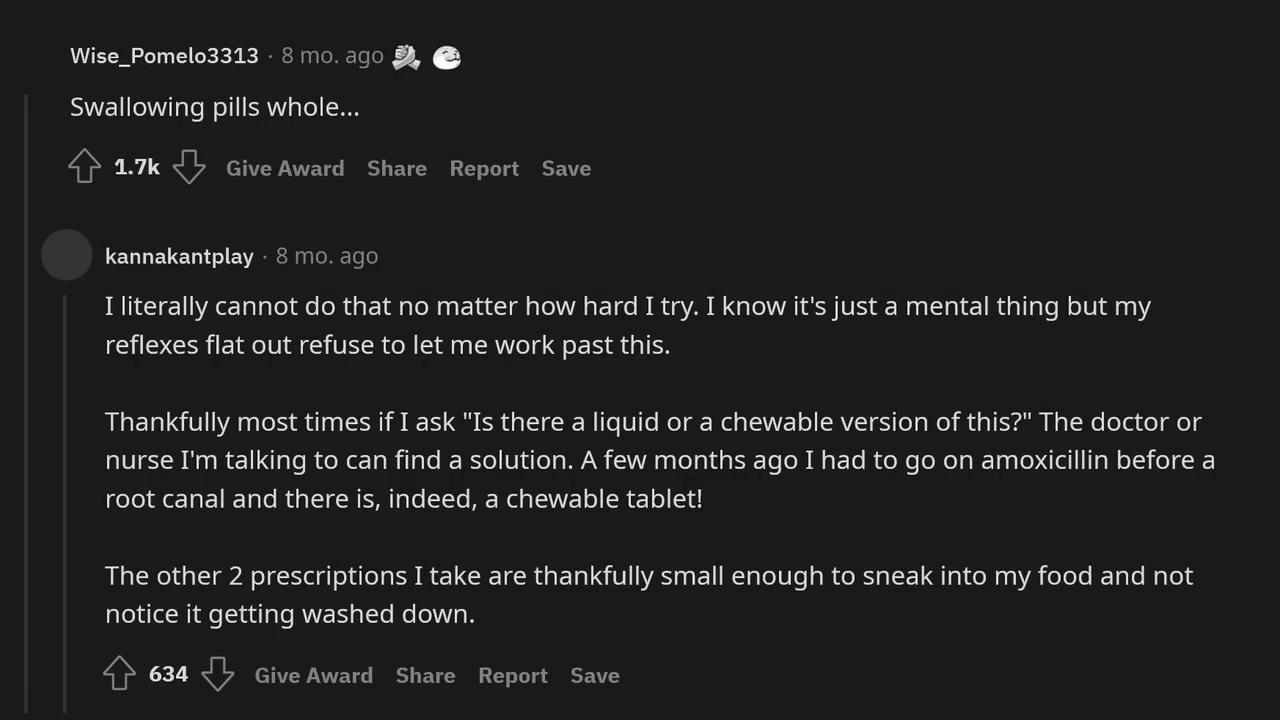 Wise_Pomelo3313 · 8 mo. ago
Swallowing pills whole...
1.7k Give Award Share Report Save
kannakantplay · 8 mo. ago
I literally cannot do that no matter how hard I try. I know it's just a mental thing but my
reflexes flat out refuse to let me work past this.
Thankfully most times if I ask "Is there a liquid or a chewable version of this?" The doctor or
nurse I'm talking to can find a solution. A few months ago I had to go on amoxicillin before a
root canal and there is, indeed, a chewable tablet!
The other 2 prescriptions I take are thankfully small enough to sneak into my food and not
notice it getting washed down.
634 Give Award Share Report Save